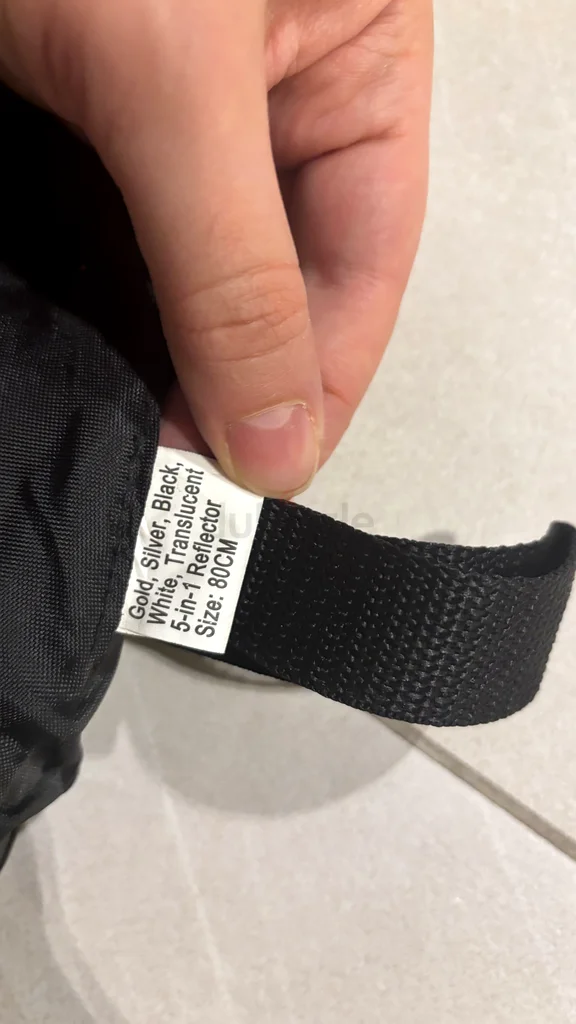 Gold, Silver, Black,
White, Translucent
5-in-1 Reflector
Size: 80CM